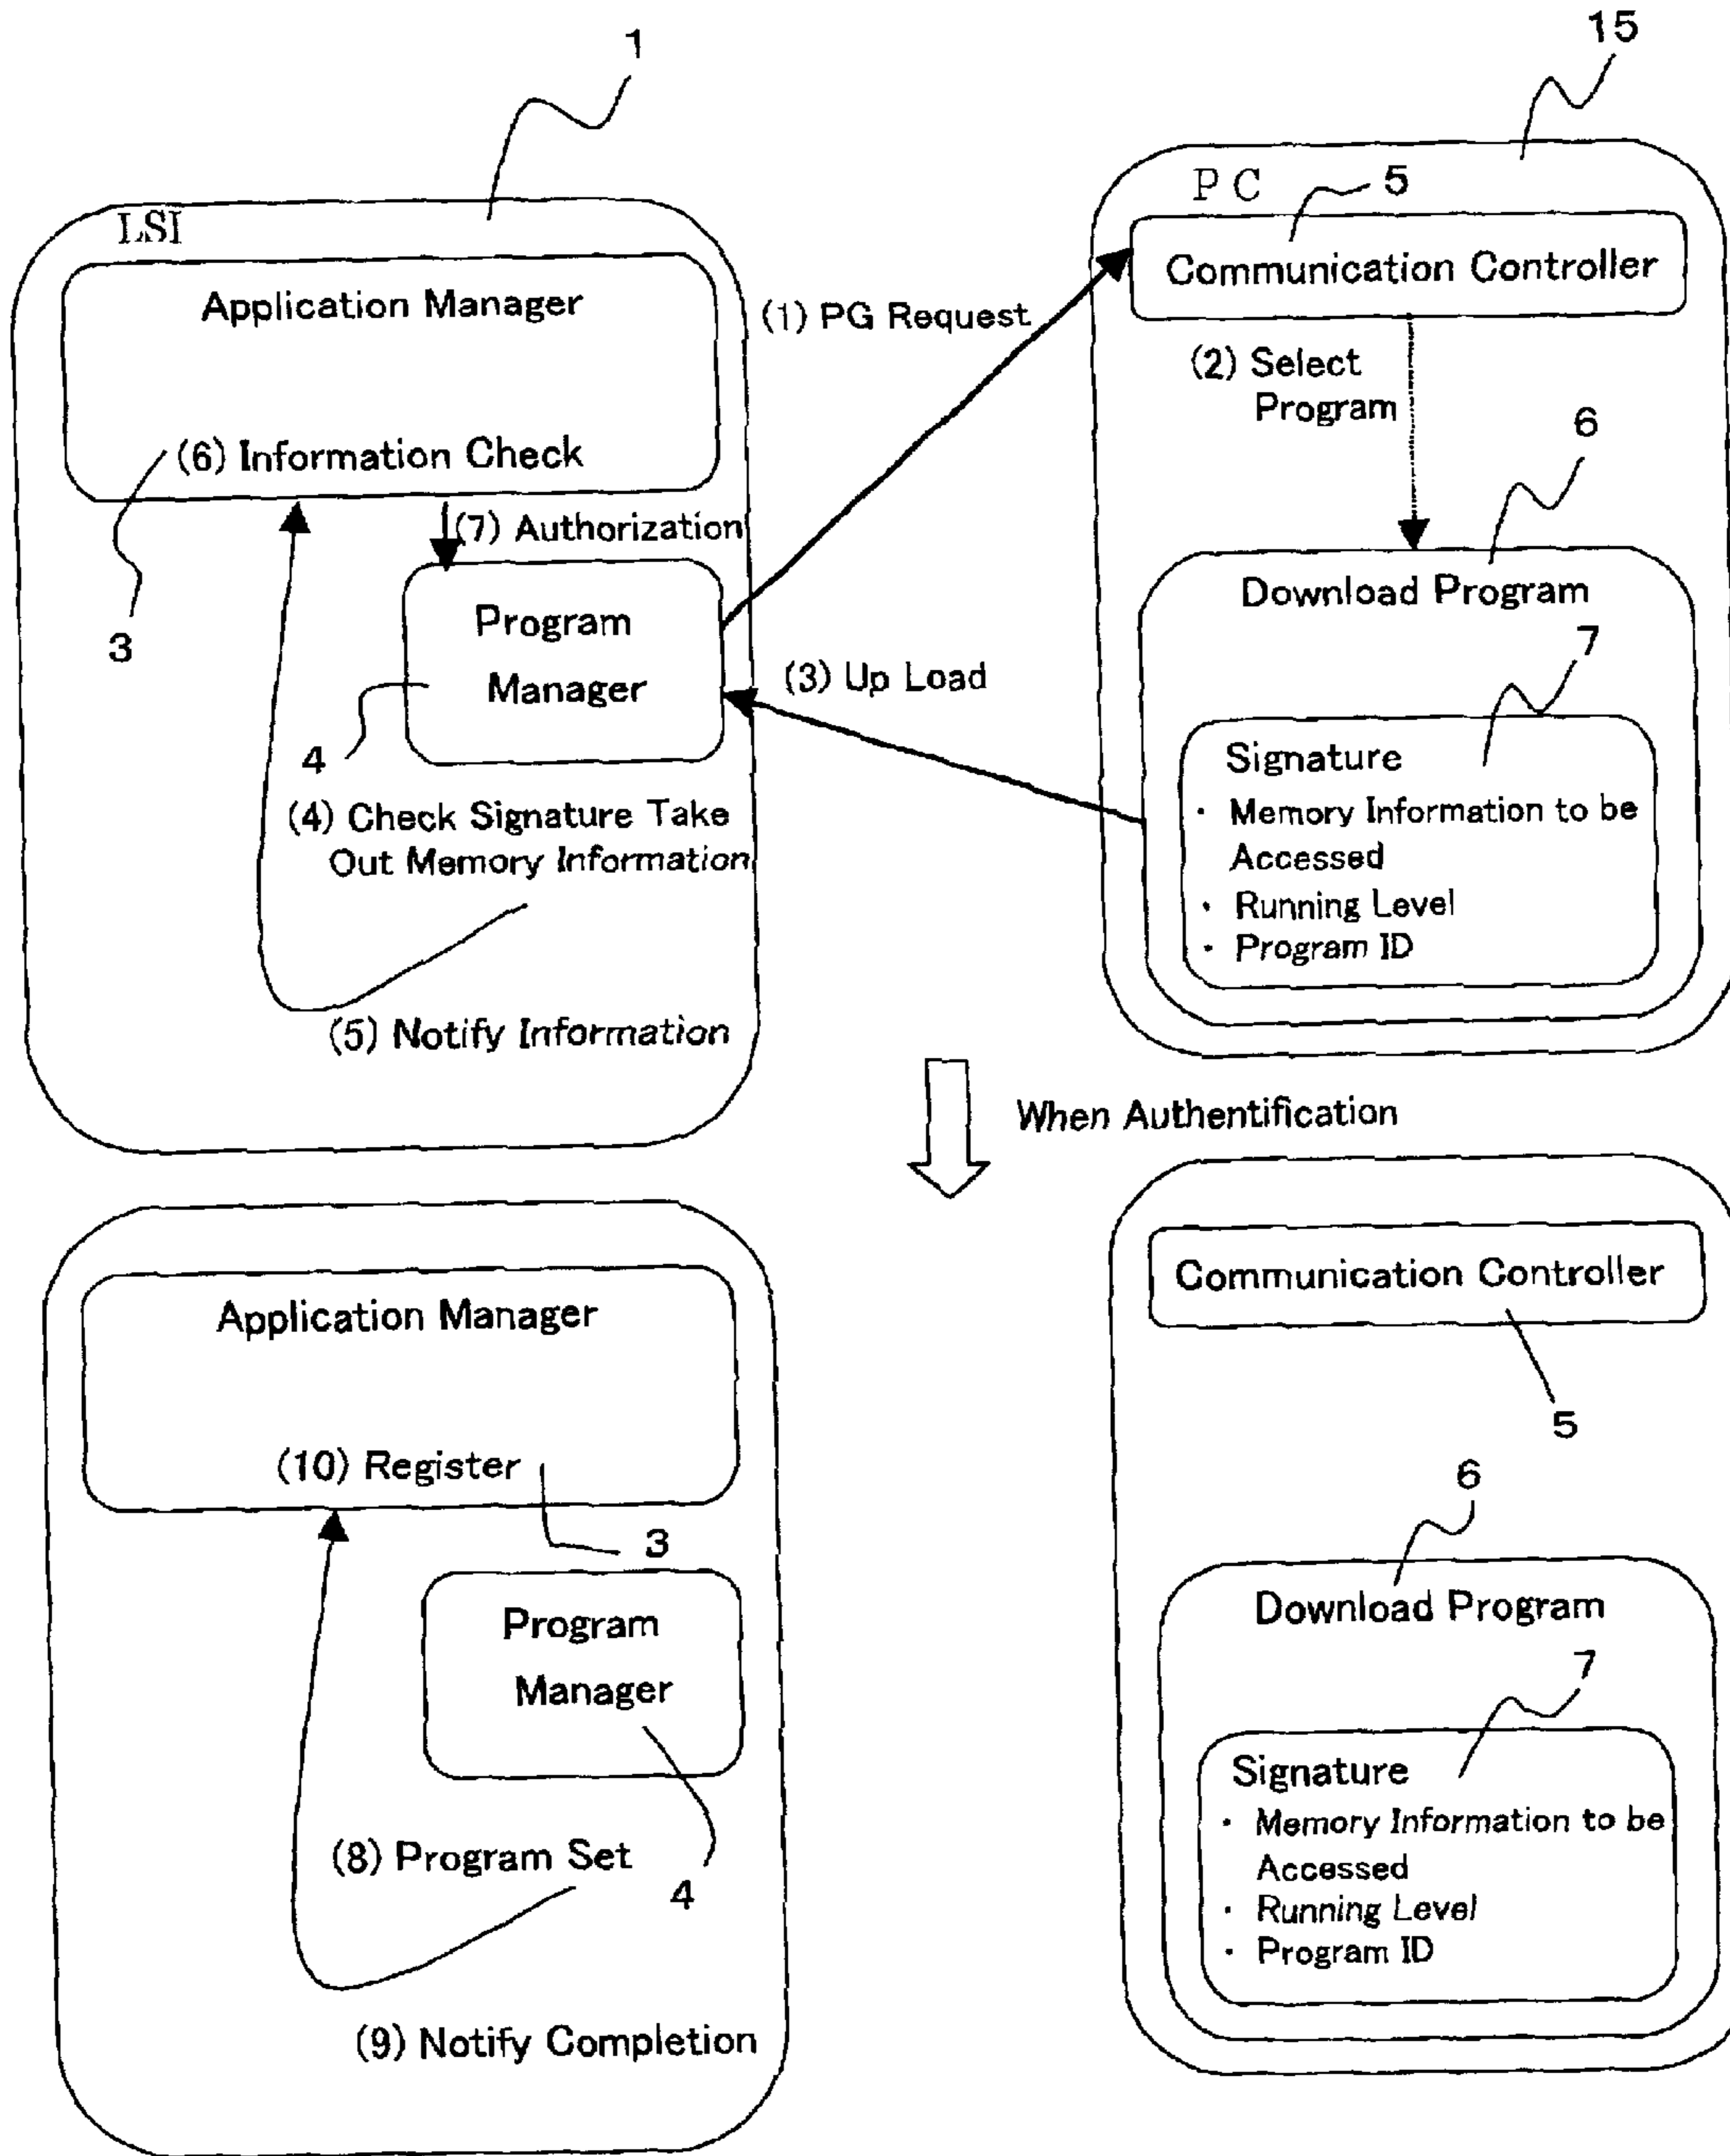 1
15
LSI
Application Manager
(6) Information Check
3
(7) Authorization
Program
Manager
4
(4) Check Signature Take
Out Memory Information
(5) Notify Information
(1) PG Request
(3) Up Load
PC
5
Communication Controller
(2) Select
Program
6
Download Program
7
Signature
· Memory Information to be
Accessed
· Running Level
· Program ID
When Authentification
Application Manager
(10) Register
3
Program
Manager
(8) Program Set
4
(9) Notify Completion
Communication Controller
5
6
Download Program
7
Signature
· Memory Information to be
Accessed
· Running Level
· Program ID